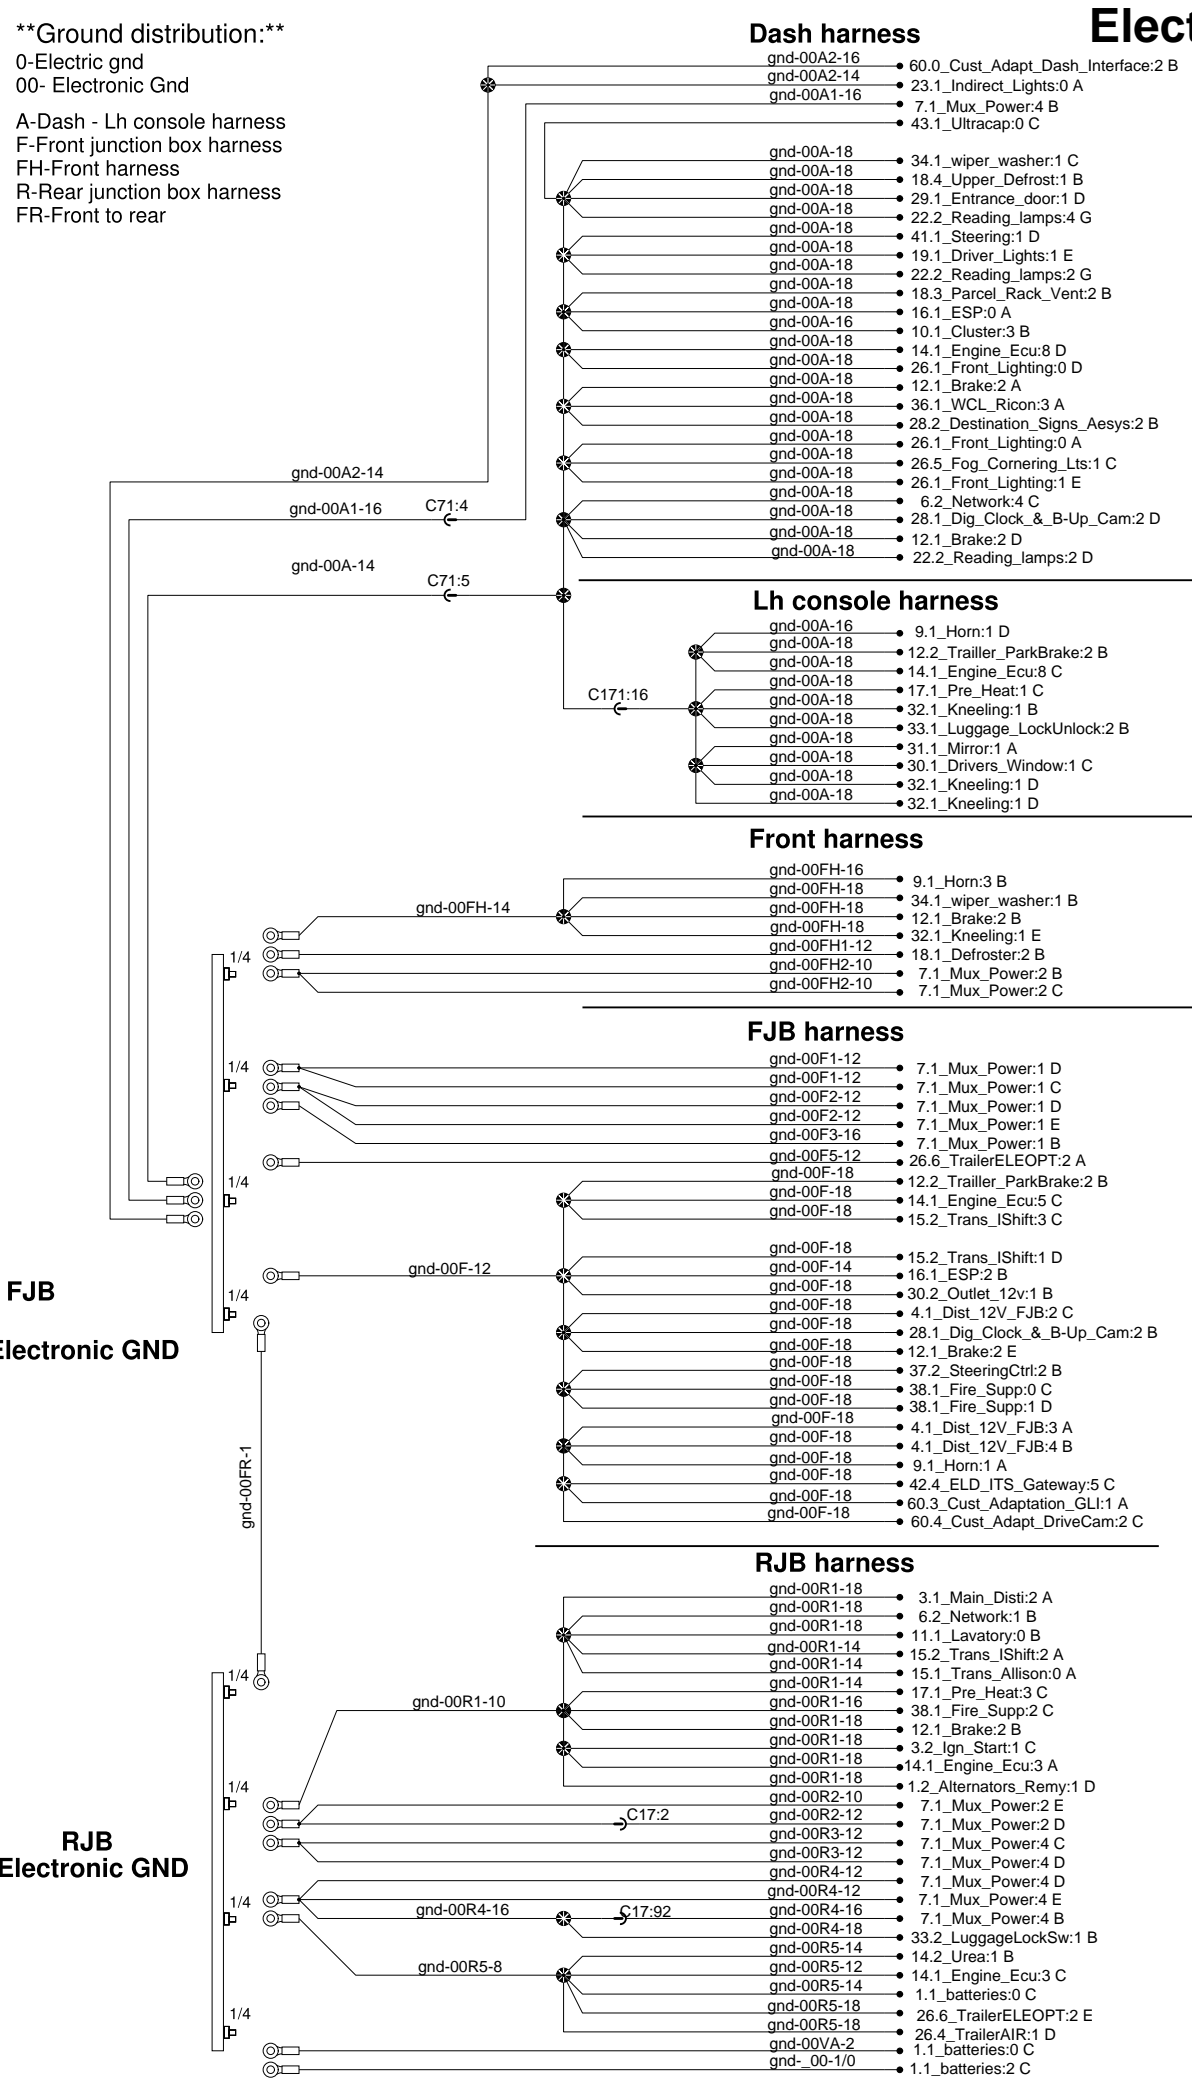 **Ground distribution:**
0-Electric gnd
00- Electronic Gnd
A-Dash - Lh console harness
F-Front junction box harness
FH-Front harness
R-Rear junction box harness
FR-Front to rear
Elect
Dash harness
gnd-00A2-16 60.0_Cust_Adapt_Dash_Interface:2 B
gnd-00A2-14 23.1_Indirect_Lights:0 A
gnd-00A1-16 7.1_Mux_Power:4 B
43.1_Ultracap:0 C
gnd-00A-18 34.1_wiper_washer:1 C
gnd-00A-18 18.4_Upper_Defrost:1 B
gnd-00A-18 29.1_Entrance_door:1 D
gnd-00A-18 22.2_Reading_lamps:4 G
gnd-00A-18 41.1_Steering:1 D
gnd-00A-18 19.1_Driver_Lights:1 E
gnd-00A-18 22.2_Reading_lamps:2 G
gnd-00A-18 18.3_Parcel_Rack_Vent:2 B
gnd-00A-18 16.1_ESP:0 A
gnd-00A-16 10.1_Cluster:3 B
gnd-00A-18 14.1_Engine_Ecu:8 D
gnd-00A-18 26.1_Front_Lighting:0 D
gnd-00A-18 12.1_Brake:2 A
gnd-00A-18 36.1_WCL_Ricon:3 A
gnd-00A-18 28.2_Destination_Signs_Aesys:2 B
gnd-00A-18 26.1_Front_Lighting:0 A
gnd-00A-18 26.5_Fog_Cornering_Lts:1 C
gnd-00A-18 26.1_Front_Lighting:1 E
gnd-00A-18 6.2_Network:4 C
gnd-00A-18 28.1_Dig_Clock_&_B-Up_Cam:2 D
gnd-00A-18 12.1_Brake:2 D
gnd-00A-18 22.2_Reading_lamps:2 D
gnd-00A2-14
gnd-00A1-16 C71:4
gnd-00A-14
C71:5
Lh console harness
gnd-00A-16 9.1_Horn:1 D
gnd-00A-18 12.2_Trailler_ParkBrake:2 B
gnd-00A-18 14.1_Engine_Ecu:8 C
gnd-00A-18 17.1_Pre_Heat:1 C
C171:16
gnd-00A-18 32.1_Kneeling:1 B
gnd-00A-18 33.1_Luggage_LockUnlock:2 B
gnd-00A-18 31.1_Mirror:1 A
gnd-00A-18 30.1_Drivers_Window:1 C
gnd-00A-18 32.1_Kneeling:1 D
gnd-00A-18 32.1_Kneeling:1 D
Front harness
gnd-00FH-16 9.1_Horn:3 B
gnd-00FH-18 34.1_wiper_washer:1 B
gnd-00FH-14 gnd-00FH-18 12.1_Brake:2 B
gnd-00FH-18 32.1_Kneeling:1 E
1/4 gnd-00FH1-12 18.1_Defroster:2 B
gnd-00FH2-10 7.1_Mux_Power:2 B
gnd-00FH2-10 7.1_Mux_Power:2 C
FJB harness
1/4 gnd-00F1-12 7.1_Mux_Power:1 D
gnd-00F1-12 7.1_Mux_Power:1 C
gnd-00F2-12 7.1_Mux_Power:1 D
gnd-00F2-12 7.1_Mux_Power:1 E
gnd-00F3-16 7.1_Mux_Power:1 B
gnd-00F5-12 26.6_TrailerELEOPT:2 A
1/4 gnd-00F-18 12.2_Trailler_ParkBrake:2 B
gnd-00F-18 14.1_Engine_Ecu:5 C
gnd-00F-18 15.2_Trans_IShift:3 C
gnd-00F-18 15.2_Trans_IShift:1 D
gnd-00F-12 gnd-00F-14 16.1_ESP:2 B
1/4 gnd-00F-18 30.2_Outlet_12v:1 B
FJB
Electronic GND
gnd-00F-18 4.1_Dist_12V_FJB:2 C
gnd-00F-18 28.1_Dig_Clock_&_B-Up_Cam:2 B
gnd-00F-18 12.1_Brake:2 E
gnd-00F-18 37.2_SteeringCtrl:2 B
gnd-00F-18 38.1_Fire_Supp:0 C
gnd-00F-18 38.1_Fire_Supp:1 D
gnd-00F-18 4.1_Dist_12V_FJB:3 A
gnd-00F-18 4.1_Dist_12V_FJB:4 B
gnd-00F-18 9.1_Horn:1 A
gnd-00F-18 42.4_ELD_ITS_Gateway:5 C
gnd-00F-18 60.3_Cust_Adaptation_GLI:1 A
gnd-00F-18 60.4_Cust_Adapt_DriveCam:2 C
gnd-00FR-1
RJB harness
gnd-00R1-18 3.1_Main_Disti:2 A
gnd-00R1-18 6.2_Network:1 B
gnd-00R1-18 11.1_Lavatory:0 B
gnd-00R1-14 15.2_Trans_IShift:2 A
1/4 gnd-00R1-14 15.1_Trans_Allison:0 A
gnd-00R1-14 17.1_Pre_Heat:3 C
gnd-00R1-10 gnd-00R1-16 38.1_Fire_Supp:2 C
gnd-00R1-18 12.1_Brake:2 B
gnd-00R1-18 3.2_Ign_Start:1 C
gnd-00R1-18 14.1_Engine_Ecu:3 A
1/4 gnd-00R1-18 1.2_Alternators_Remy:1 D
gnd-00R2-10 7.1_Mux_Power:2 E
C17:2 gnd-00R2-12 7.1_Mux_Power:2 D
RJB
Electronic GND
gnd-00R3-12 7.1_Mux_Power:4 C
gnd-00R3-12 7.1_Mux_Power:4 D
gnd-00R4-12 7.1_Mux_Power:4 D
1/4 gnd-00R4-12 7.1_Mux_Power:4 E
gnd-00R4-16 C17:92 gnd-00R4-16 7.1_Mux_Power:4 B
gnd-00R4-18 33.2_LuggageLockSw:1 B
gnd-00R5-14 14.2_Urea:1 B
gnd-00R5-8 gnd-00R5-12 14.1_Engine_Ecu:3 C
gnd-00R5-14 1.1_batteries:0 C
1/4 gnd-00R5-18 26.6_TrailerELEOPT:2 E
gnd-00R5-18 26.4_TrailerAIR:1 D
gnd-00VA-2 1.1_batteries:0 C
gnd-_00-1/0 1.1_batteries:2 C